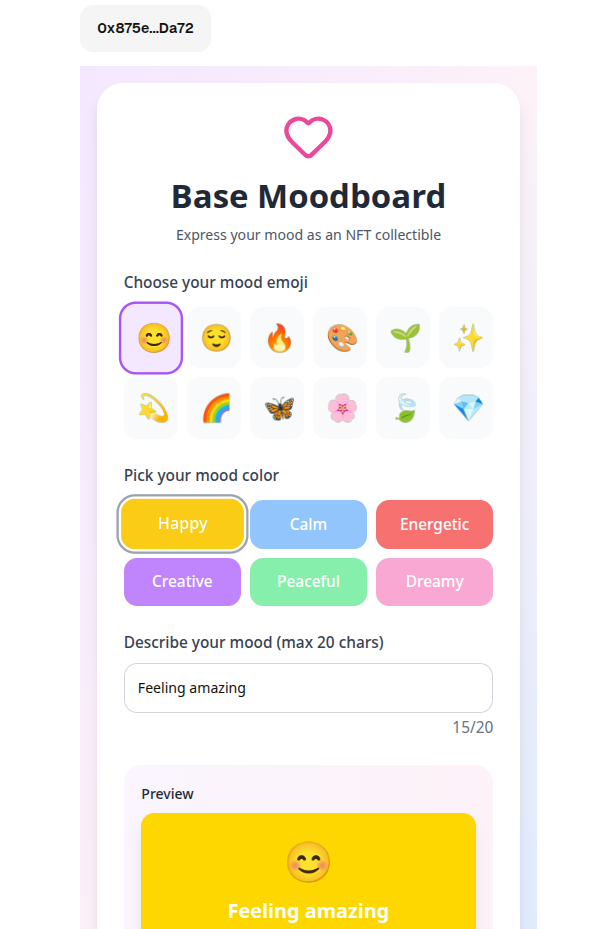 0x875e...Da72
Base Moodboard
Express your mood as an NFT collectible
Choose your mood emoji
Pick your mood color
Happy
Calm
Energetic
Creative
Peaceful
Dreamy
Describe your mood (max 20 chars)
Feeling amazing
15/20
Preview
Feeling amazing